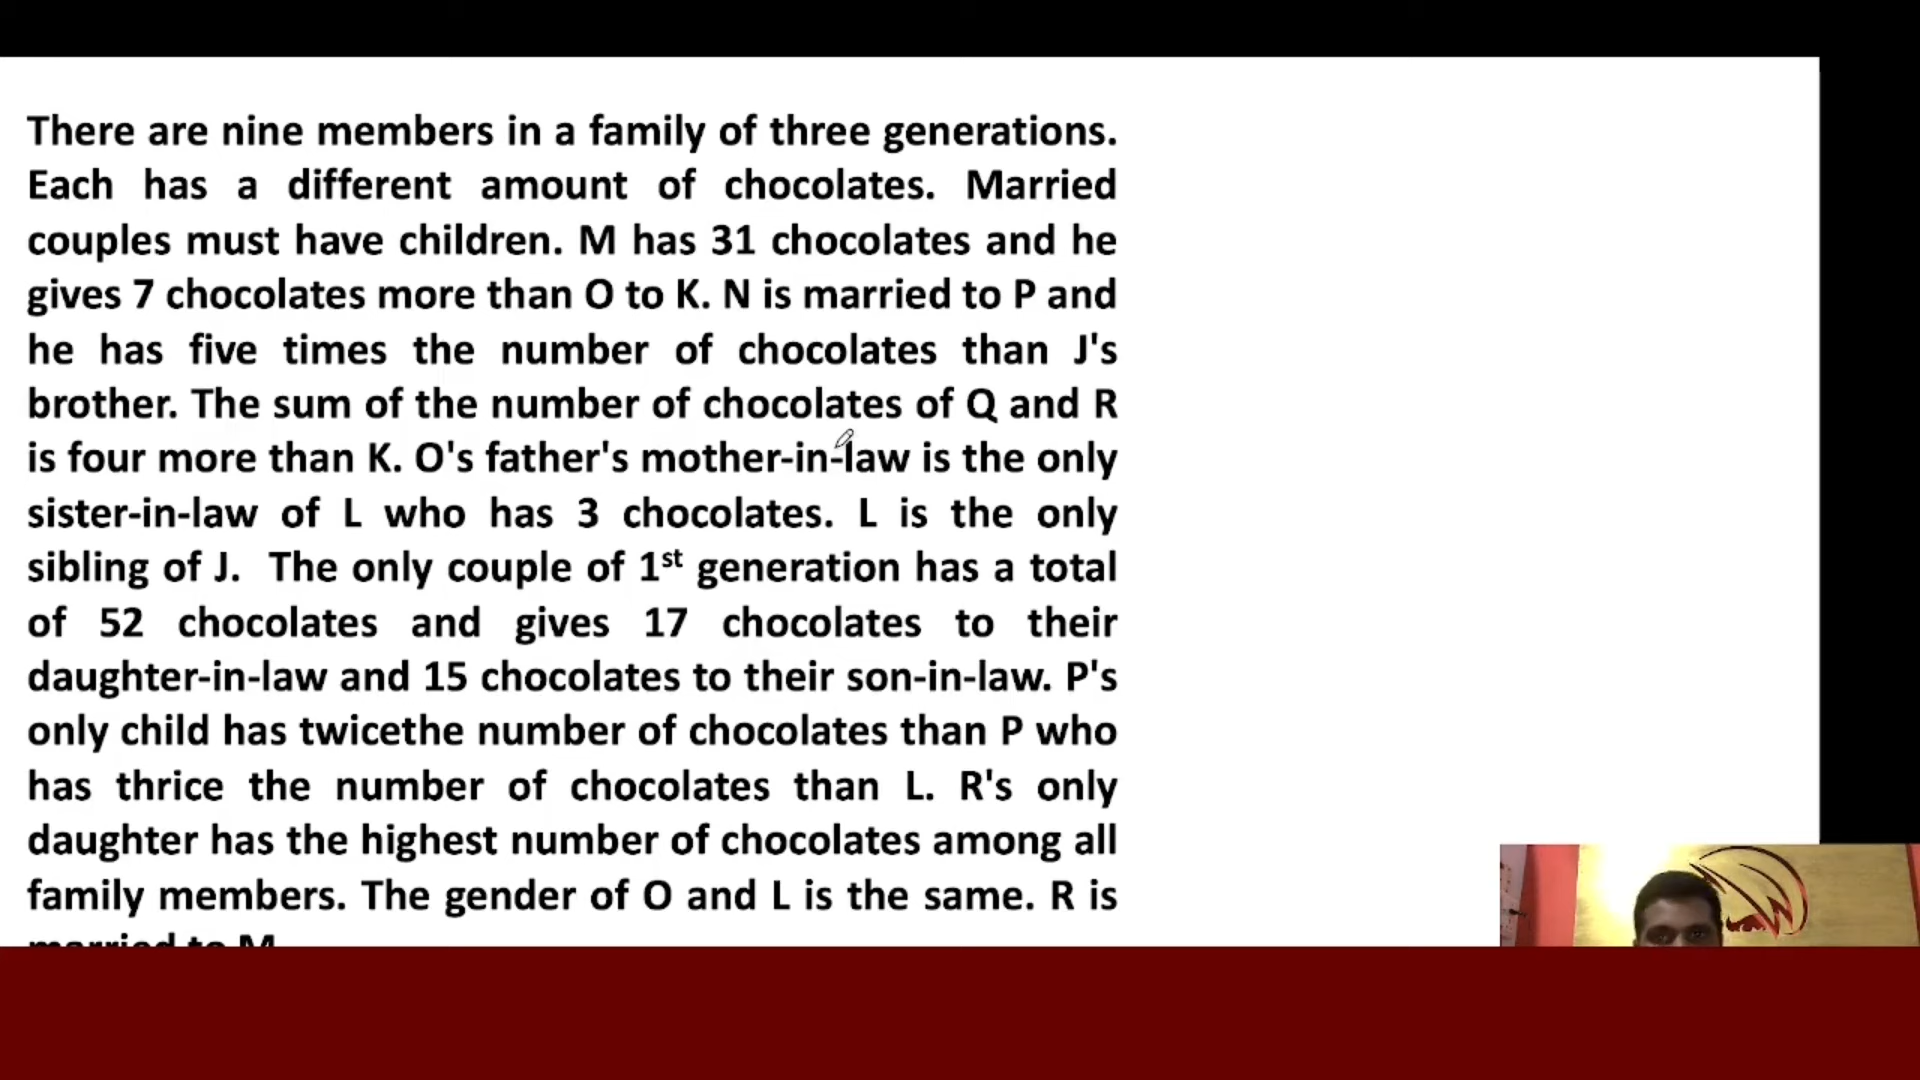 There are nine members in a family of three generations.
Each has a different amount of chocolates. Married
couples must have children. M has 31 chocolates and he
gives 7 chocolates more than O to K. N is married to P and
he has five times the number of chocolates than J's
brother. The sum of the number of chocolates of Q and R
is four more than K. O's father's mother-in-law is the only
sister-in-law of L who has 3 chocolates. L is the only
sibling of J. The only couple of 1st generation has a total
of 52 chocolates and gives 17 chocolates to their
daughter-in-law and 15 chocolates to their son-in-law. P's
only child has twicethe number of chocolates than P who
has thrice the number of chocolates than L. R's only
daughter has the highest number of chocolates among all
family members. The gender of O and L is the same. R is
married to M